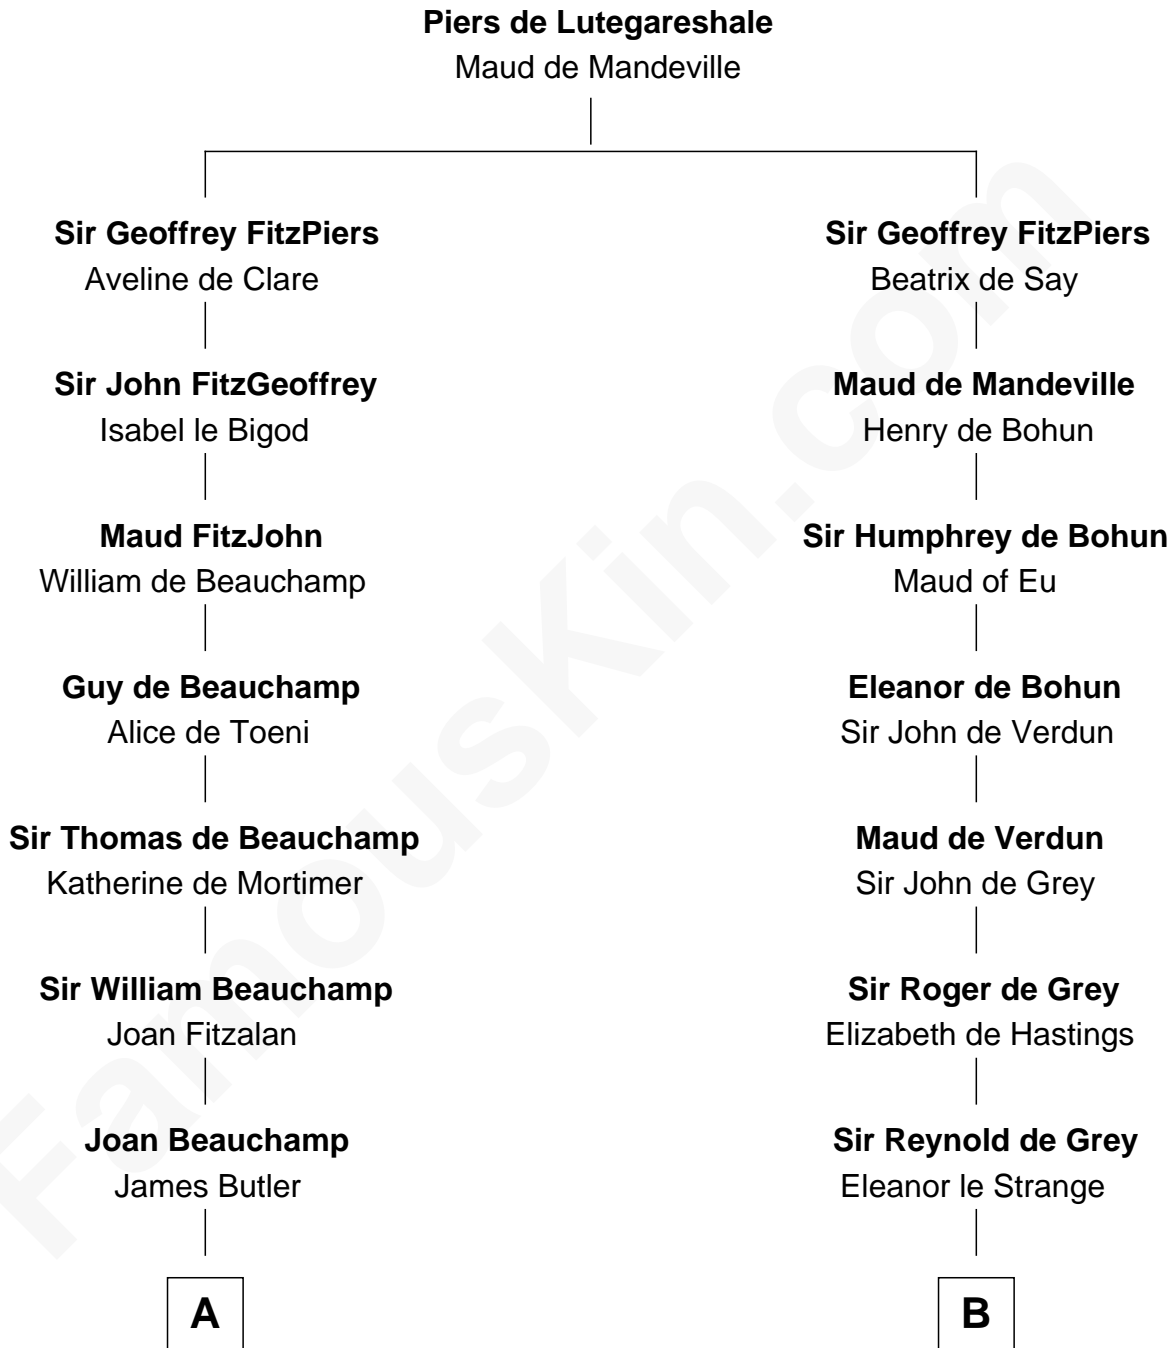 Piers de Lutegareshale
Maud de Mandeville
Sir Geoffrey FitzPiers
Aveline de Clare
Sir John FitzGeoffrey
Isabel le Bigod
Maud FitzJohn
William de Beauchamp
Guy de Beauchamp
Alice de Toeni
Sir Thomas de Beauchamp
Katherine de Mortimer
Sir William Beauchamp
Joan Fitzalan
Joan Beauchamp
James Butler
A
Sir Geoffrey FitzPiers
Beatrix de Say
Maud de Mandeville
Henry de Bohun
Sir Humphrey de Bohun
Maud of Eu
Eleanor de Bohun
Sir John de Verdun
Maud de Verdun
Sir John de Grey
Sir Roger de Grey
Elizabeth de Hastings
Sir Reynold de Grey
Eleanor le Strange
B
FamousKin.com